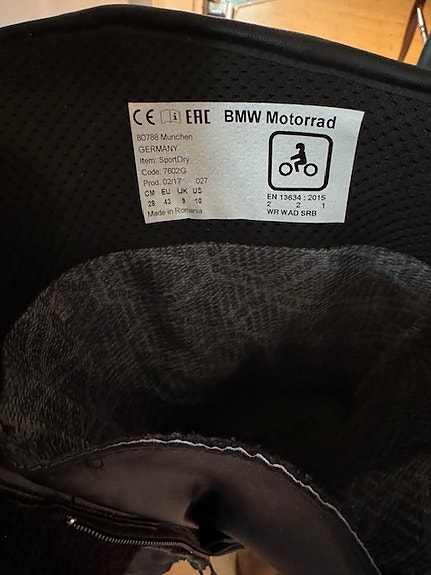 CE i EAC BMW Motorrad
80788 Munchen
GERMANY
Item: SportDry
Code: 7602G
Prod. 02/17 027
CM EU UK US
28 43 9 10
Made in Romania
EN 13634 : 2015
2 2 1
WR WAD SRB